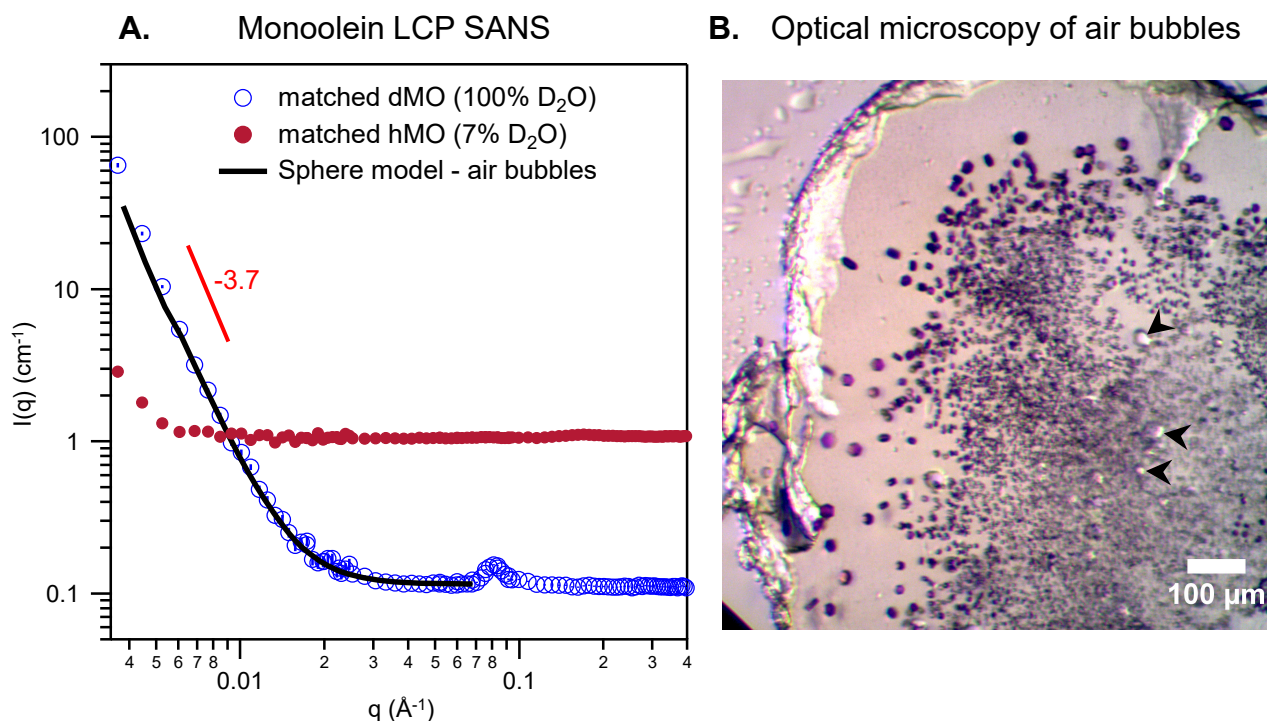 A. Monoolein LCP SANS
matched dMO (100% D₂O)
matched hMO (7% D₂O)
Sphere model - air bubbles
-3.7
100
10
1
0.1
I(q) (cm⁻¹)
4 5 6 7 8 2 3 4 5 6 7 8 2 3 4
0.01 0.1
q (Å⁻¹)
B. Optical microscopy of air bubbles
100 µm